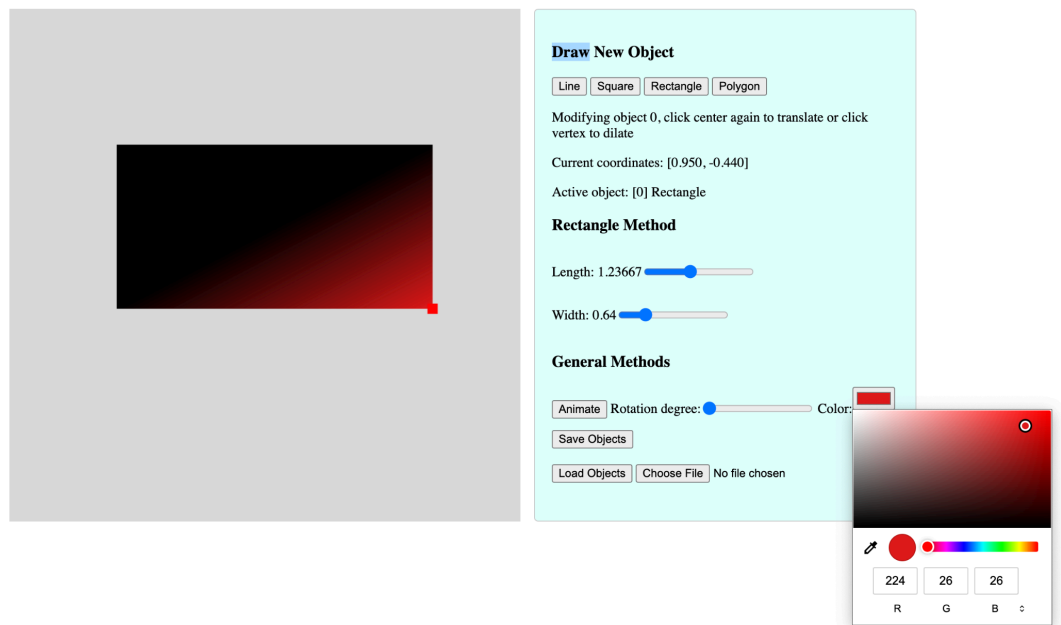 Draw New Object
Line Square Rectangle Polygon
Modifying object 0, click center again to translate or click
vertex to dilate
Current coordinates: [0.950, -0.440]
Active object: [0] Rectangle
Rectangle Method
Length: 1.23667
Width: 0.64
General Methods
Animate Rotation degree: Color:
Save Objects
Load Objects Choose File No file chosen
224 26 26
R G B